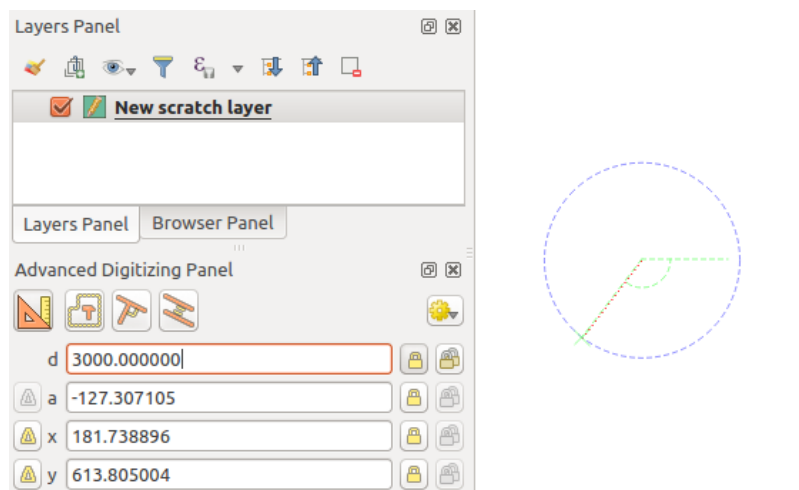 Layers Panel
New scratch layer
Layers Panel Browser Panel
Advanced Digitizing Panel
d 3000.000000
a -127.307105
x 181.738896
y 613.805004